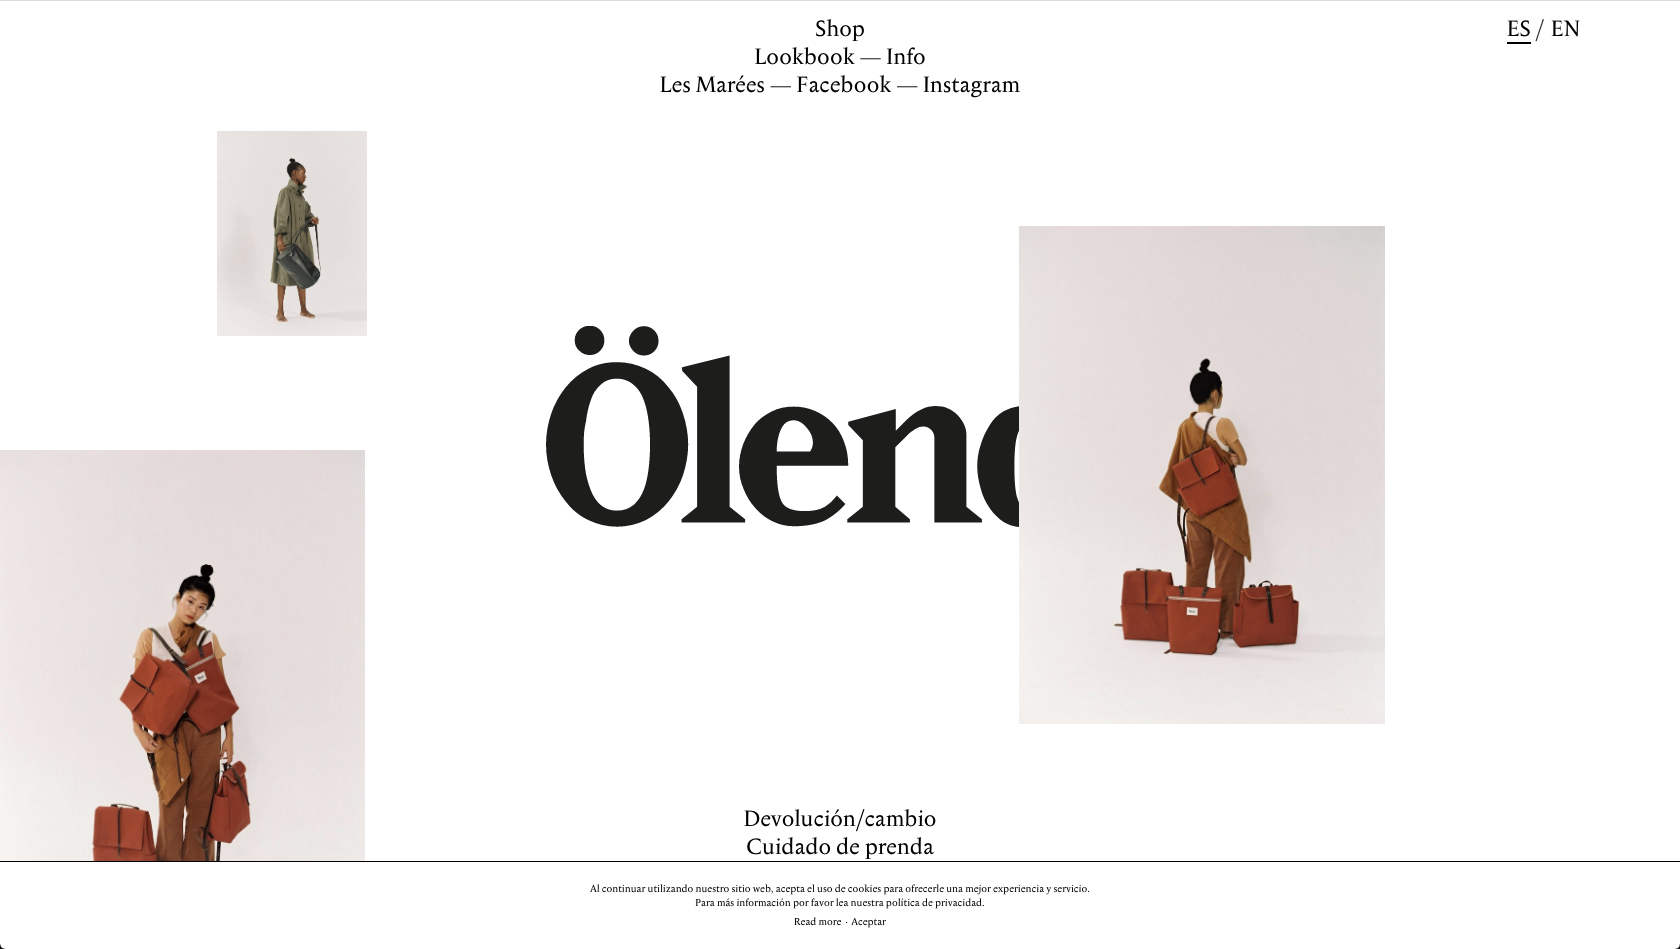 Shop
ES / EN
Lookbook — Info
Les Marées — Facebook — Instagram
Ölend
Devolución/cambio
Cuidado de prenda
Al continuar utilizando nuestro sitio web, acepta el uso de cookies para ofrecerle una mejor experiencia y servicio.
Para más información por favor lea nuestra política de privacidad.
Read more · Aceptar